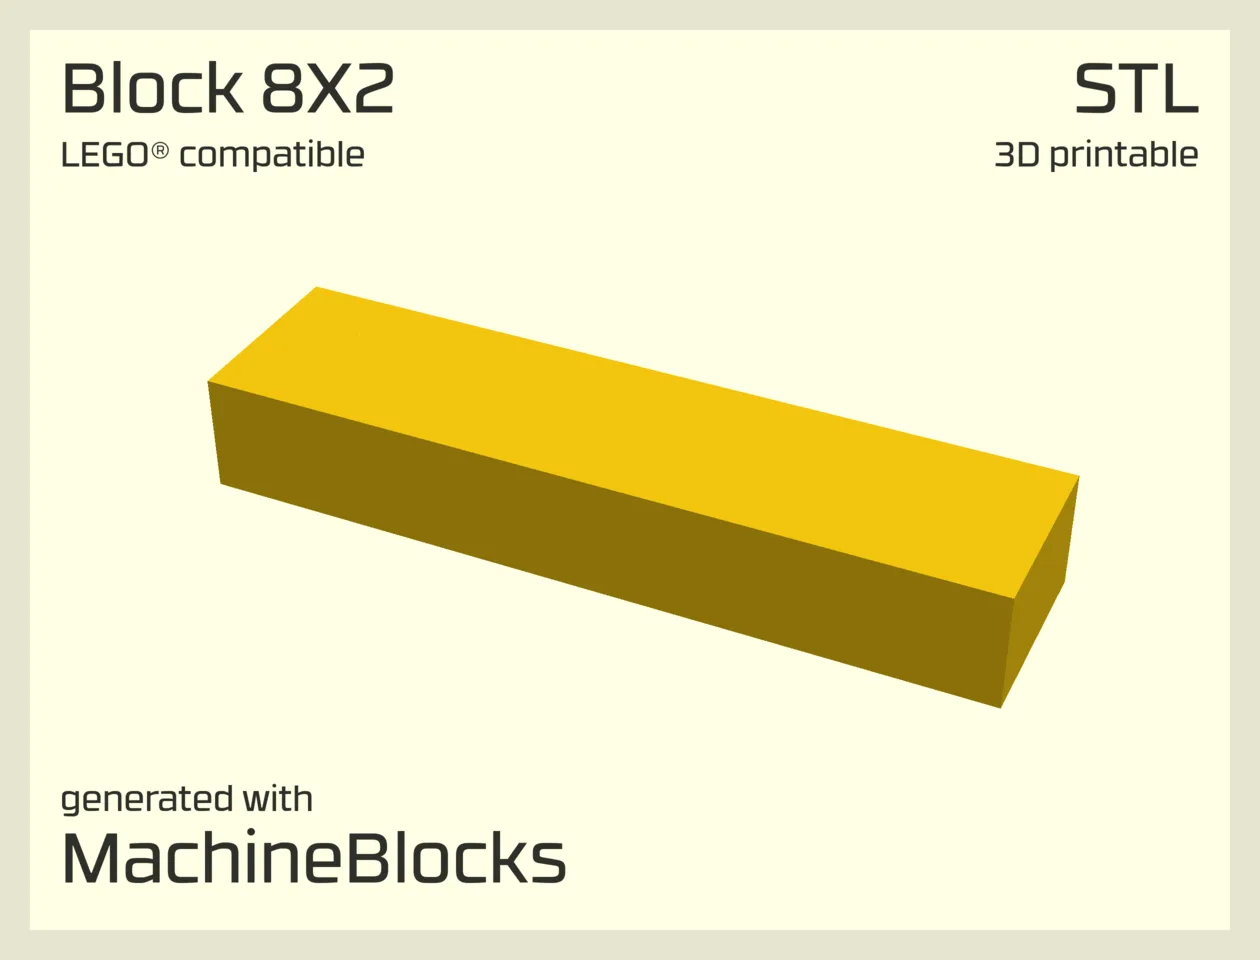 Block 8X2
LEGO® compatible
STL
3D printable
generated with
MachineBlocks